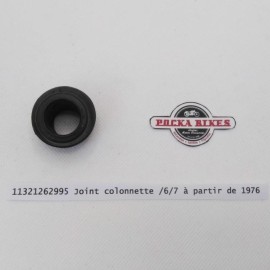 POCKA BIKES
11321262995 Joint colonnette /6/7 à partir de 1976